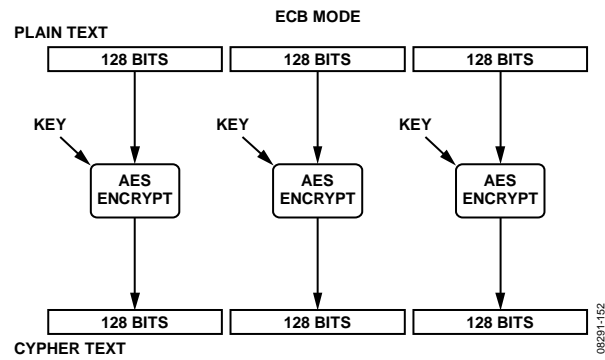 ECB MODE
PLAIN TEXT
128 BITS 128 BITS 128 BITS
KEY KEY KEY
AES AES AES
ENCRYPT ENCRYPT ENCRYPT
128 BITS 128 BITS 128 BITS
CYPHER TEXT
08291-152